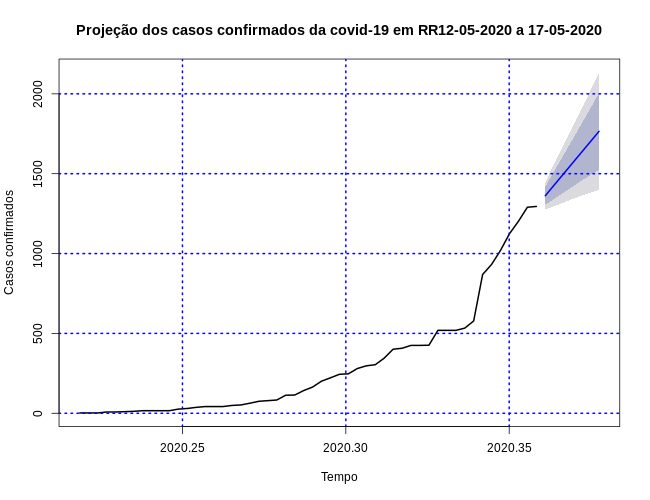 Projeção dos casos confirmados da covid-19 em RR12-05-2020 a 17-05-2020
Casos confirmados
2000
1500
1000
500
0
2020.25 2020.30 2020.35
Tempo